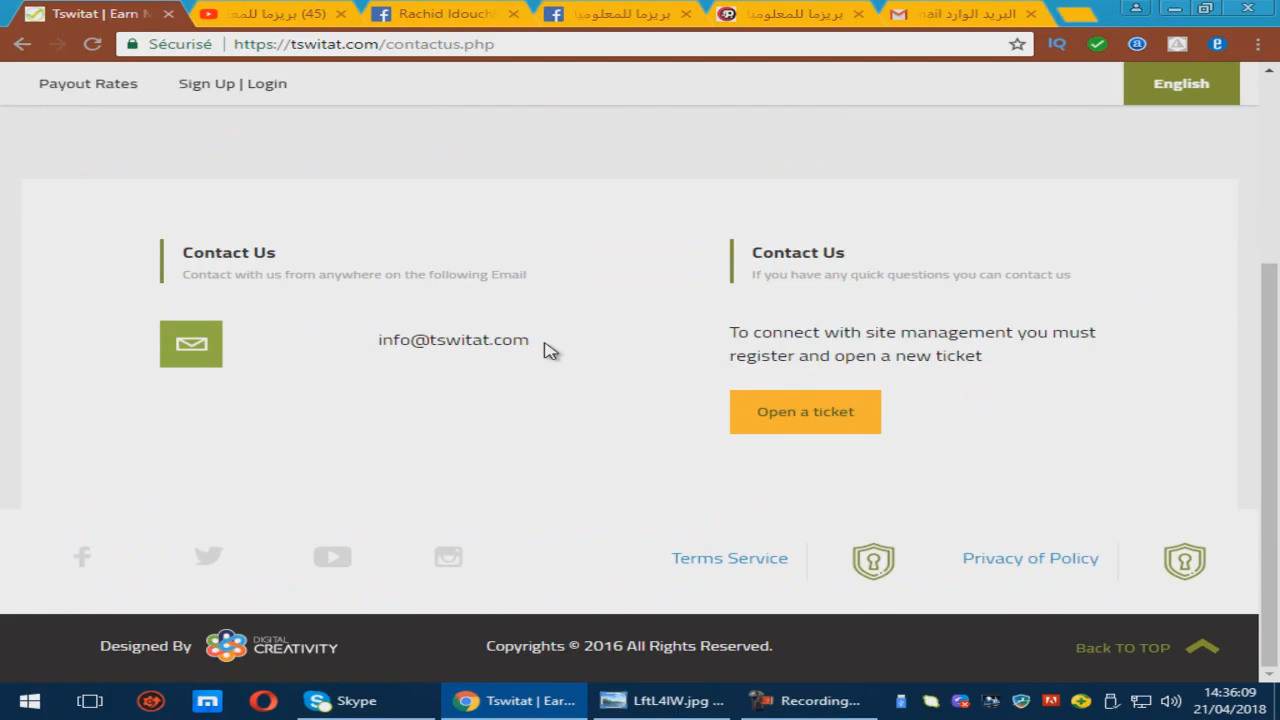 Tswitat | Earn M
(45) بريزما للمع
Rachid Idouch
بريزما للمعلوميا
بريزما للمعلوميا
البريد الوارد ail
Sécurisé
https://tswitat.com/contactus.php
Payout Rates
Sign Up | Login
English
Contact Us
Contact with us from anywhere on the following Email
info@tswitat.com
Contact Us
If you have any quick questions you can contact us
To connect with site management you must
register and open a new ticket
Open a ticket
Terms Service
Privacy of Policy
Designed By
DIGITAL
CREATIVITY
Copyrights © 2016 All Rights Reserved.
Back TO TOP
Skype
Tswitat | Ear...
LftL4IW.jpg ...
Recording...
14:36:09
21/04/2018